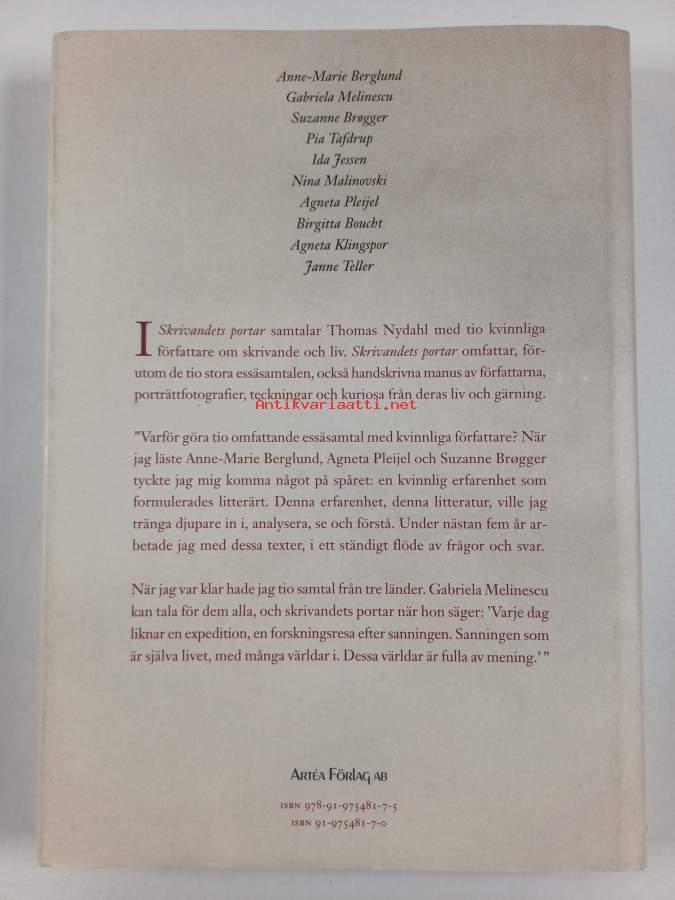 Anne-Marie Berglund
Gabriela Melinescu
Suzanne Brøgger
Pia Tafdrup
Ida Jessen
Nina Malinovski
Agneta Pleijel
Birgitta Boucht
Agneta Klingspor
Janne Teller
I Skrivandets portar samtalar Thomas Nydahl med tio kvinnliga
författare om skrivande och liv. Skrivandets portar omfattar, för-
utom de tio stora essäsamtalen, också handskrivna manus av författarna,
porträttfotografier, teckningar och kuriosa från deras liv och gärning.
Antikvariaatti.net
”Varför göra tio omfattande essäsamtal med kvinnliga författare? När
jag läste Anne-Marie Berglund, Agneta Pleijel och Suzanne Brøgger
tyckte jag mig komma något på spåret: en kvinnlig erfarenhet som
formulerades litterärt. Denna erfarenhet, denna litteratur, ville jag
tränga djupare in i, analysera, se och förstå. Under nästan fem år ar-
betade jag med dessa texter, i ett ständigt flöde av frågor och svar.
När jag var klar hade jag tio samtal från tre länder. Gabriela Melinescu
kan tala för dem alla, och skrivandets portar när hon säger: ’Varje dag
liknar en expedition, en forskningsresa efter sanningen. Sanningen som
är själva livet, med många världar i. Dessa världar är fulla av mening.’”
Artéa Förlag AB
ISBN 978-91-975481-7-5
ISBN 91-975481-7-0